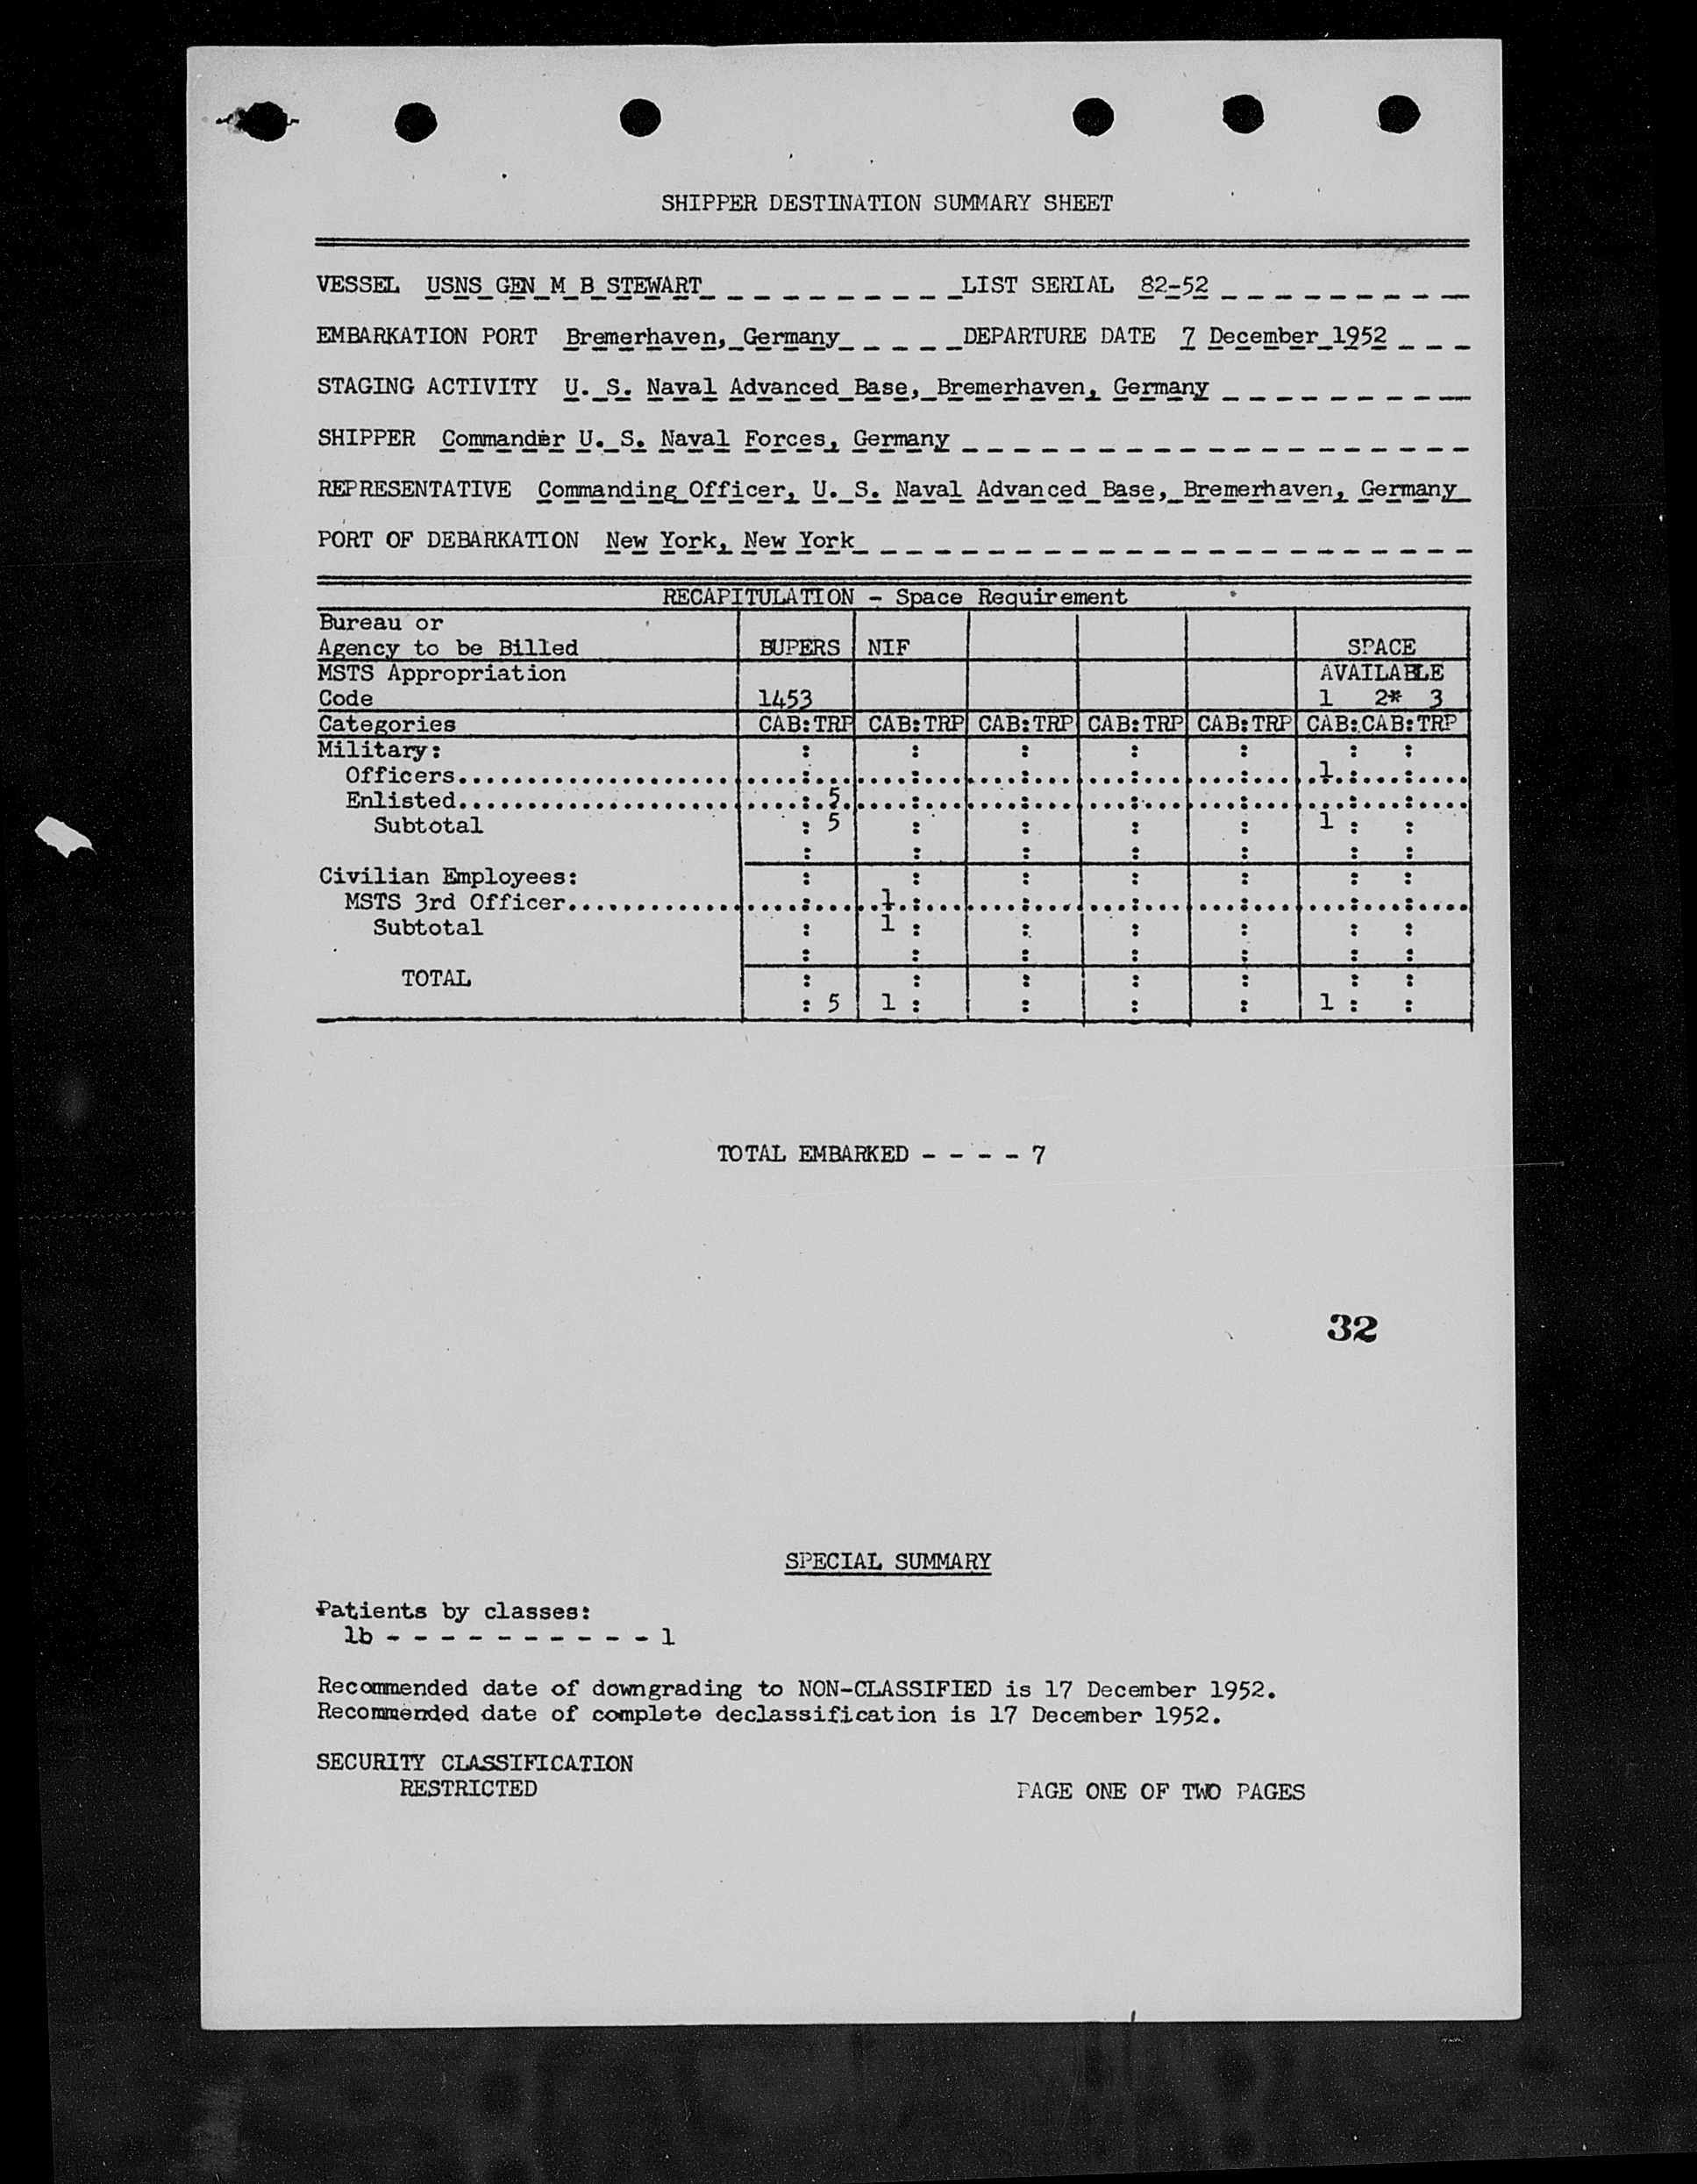 SHIPPER DESTINATION SUMMARY SHEET
VESSEL USNS GEN M B STEWART LIST SERIAL 82-52
EMBARKATION PORT Bremerhaven, Germany DEPARTURE DATE 7 December 1952
STAGING ACTIVITY U. S. Naval Advanced Base, Bremerhaven, Germany
SHIPPER Commander U. S. Naval Forces, Germany
REPRESENTATIVE Commanding Officer, U. S. Naval Advanced Base, Bremerhaven, Germany
PORT OF DEBARKATION New York, New York
RECAPITULATION - Space Requirement
Bureau or
Agency to be Billed BUPERS NIF SPACE
MSTS Appropriation AVAILABLE
Code 1453 1 2* 3
Categories CAB:TRP CAB:TRP CAB:TRP CAB:TRP CAB:TRP CAB:CAB:TRP
Military: : : : : : : :
Officers.....:.....:.....:.....:.....:.....1.:...:....
Enlisted.....:.5.....:.....:.....:.....:.....:...:....
Subtotal : 5 : : : : 1 : :
: : : : : : :
Civilian Employees: : : : : : : :
MSTS 3rd Officer.....:.....1.:.....:.....:.....:.....:...:....
Subtotal : 1 : : : : : :
: : : : : : :
TOTAL : : : : : : :
: 5 1 : : : : 1 : :
TOTAL EMBARKED - - - - 7
32
SPECIAL SUMMARY
Patients by classes:
1b - - - - - - - - - - 1
Recommended date of downgrading to NON-CLASSIFIED is 17 December 1952.
Recommended date of complete declassification is 17 December 1952.
SECURITY CLASSIFICATION
RESTRICTED PAGE ONE OF TWO PAGES